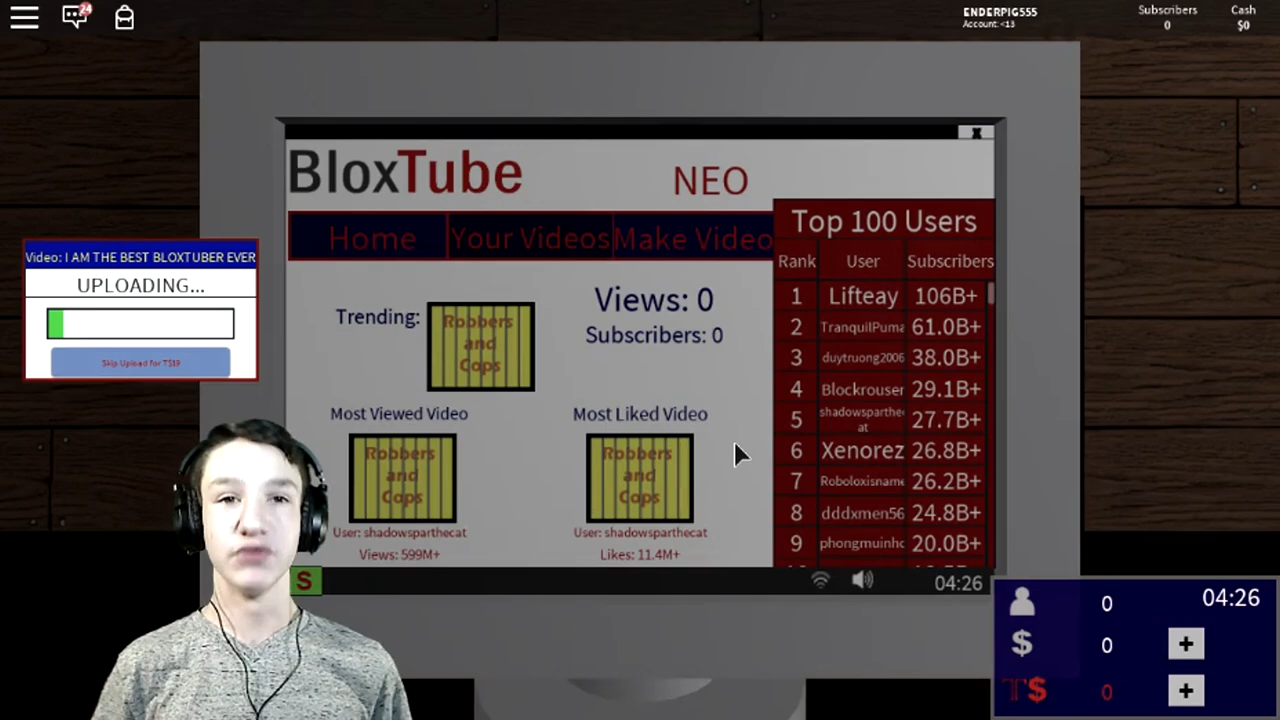 24
ENDERPIG555
Account: <13
Subscribers
0
Cash
$0
BloxTube
NEO
Home
Your Videos
Make Video
Top 100 Users
Rank User Subscribers
1 Lifteay 106B+
2 TranquilPuma 61.0B+
3 duytruong2006 38.0B+
4 Blockrouser 29.1B+
5 shadowsparthecat 27.7B+
6 Xenorez 26.8B+
7 Roboloxisname 26.2B+
8 dddxmen56 24.8B+
9 phongmuinho 20.0B+
Video: I AM THE BEST BLOXTUBER EVER
UPLOADING...
Skip Upload for T$19
Trending:
Robbers
and
Cops
Views: 0
Subscribers: 0
Most Viewed Video
Robbers
and
Cops
User: shadowsparthecat
Views: 599M+
Most Liked Video
Robbers
and
Cops
User: shadowsparthecat
Likes: 11.4M+
S
04:26
0
04:26
$ 0 +
T$ 0 +